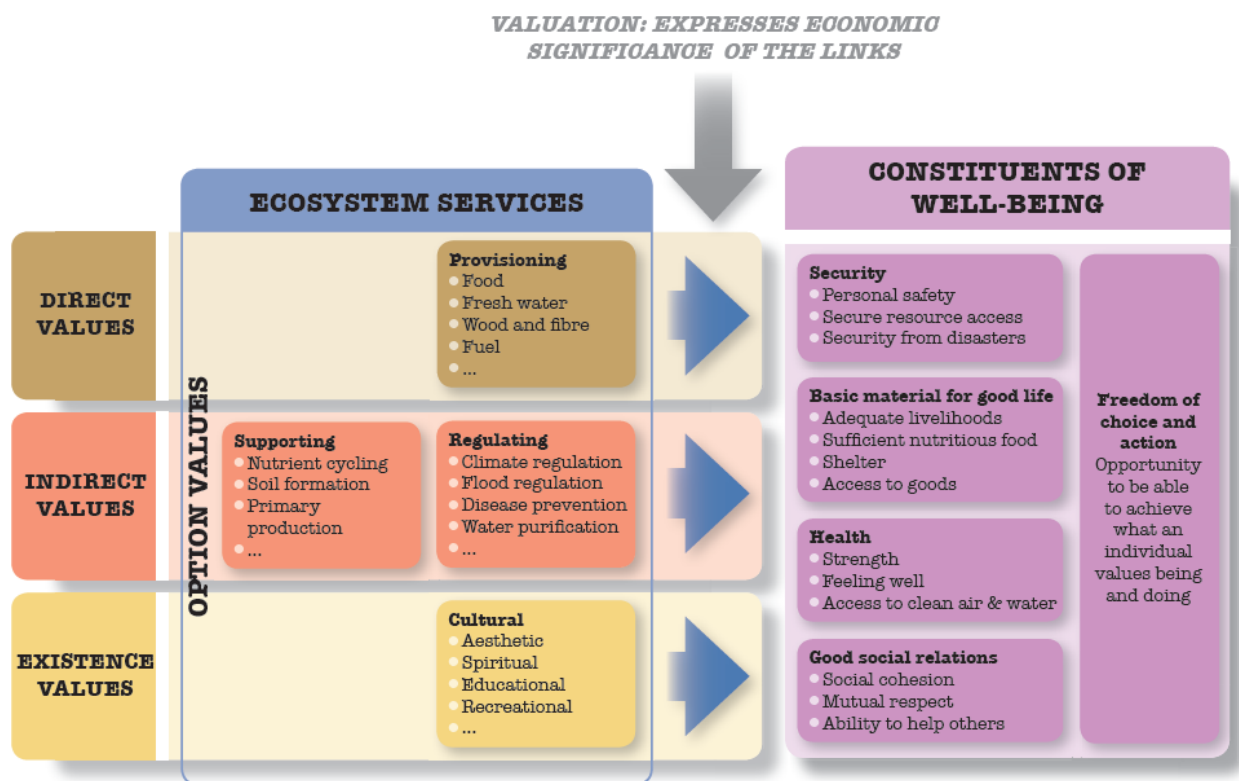 VALUATION: EXPRESSES ECONOMIC
SIGNIFICANCE OF THE LINKS
ECOSYSTEM SERVICES
CONSTITUENTS OF
WELL-BEING
DIRECT
VALUES
INDIRECT
VALUES
EXISTENCE
VALUES
OPTION VALUES
Provisioning
Food
Fresh water
Wood and fibre
Fuel
...
Supporting
Nutrient cycling
Soil formation
Primary
production
...
Regulating
Climate regulation
Flood regulation
Disease prevention
Water purification
...
Cultural
Aesthetic
Spiritual
Educational
Recreational
...
Security
Personal safety
Secure resource access
Security from disasters
Basic material for good life
Adequate livelihoods
Sufficient nutritious food
Shelter
Access to goods
Health
Strength
Feeling well
Access to clean air & water
Good social relations
Social cohesion
Mutual respect
Ability to help others
Freedom of
choice and
action
Opportunity
to be able
to achieve
what an
individual
values being
and doing